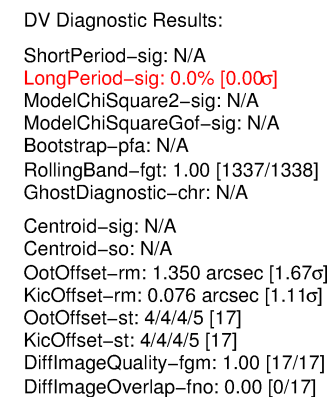 DV Diagnostic Results:
ShortPeriod−sig: N/A
LongPeriod−sig: 0.0% [0.00σ]
ModelChiSquare2−sig: N/A
ModelChiSquareGof−sig: N/A
Bootstrap−pfa: N/A
RollingBand−fgt: 1.00 [1337/1338]
GhostDiagnostic−chr: N/A
Centroid−sig: N/A
Centroid−so: N/A
OotOffset−rm: 1.350 arcsec [1.67σ]
KicOffset−rm: 0.076 arcsec [1.11σ]
OotOffset−st: 4/4/4/5 [17]
KicOffset−st: 4/4/4/5 [17]
DiffImageQuality−fgm: 1.00 [17/17]
DiffImageOverlap−fno: 0.00 [0/17]